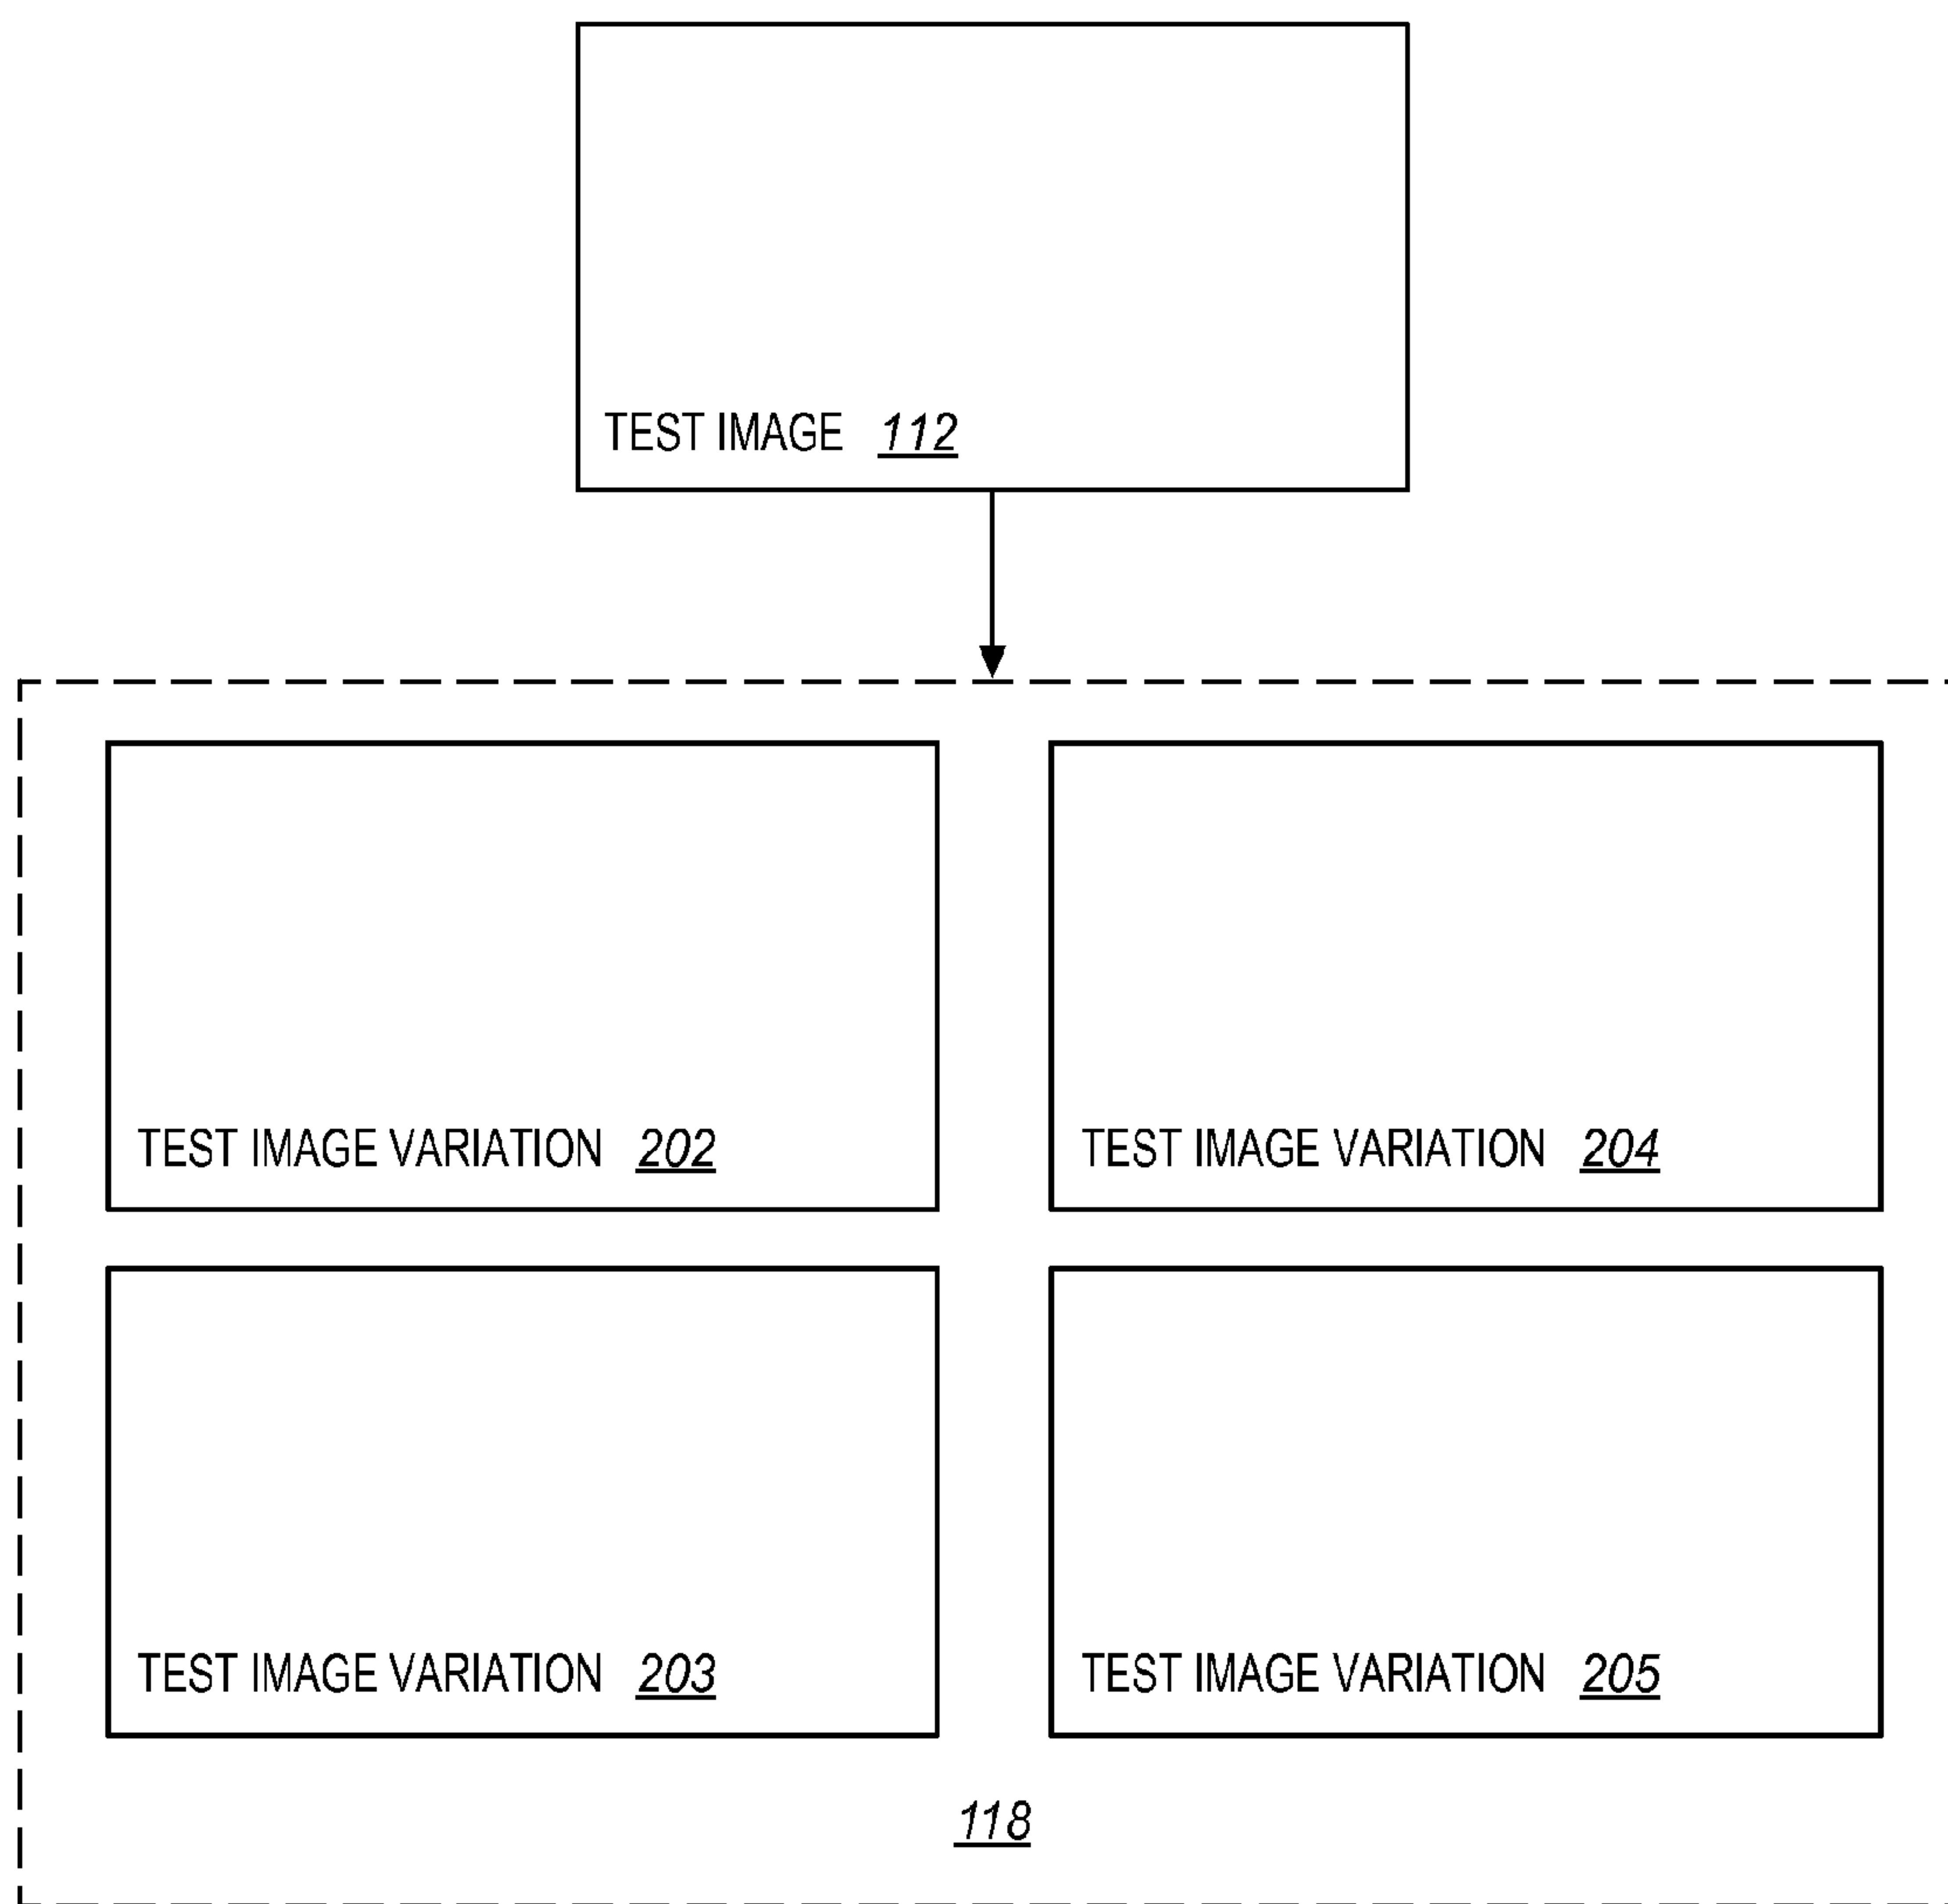 TEST IMAGE 112
TEST IMAGE VARIATION 202
TEST IMAGE VARIATION 204
TEST IMAGE VARIATION 203
TEST IMAGE VARIATION 205
118